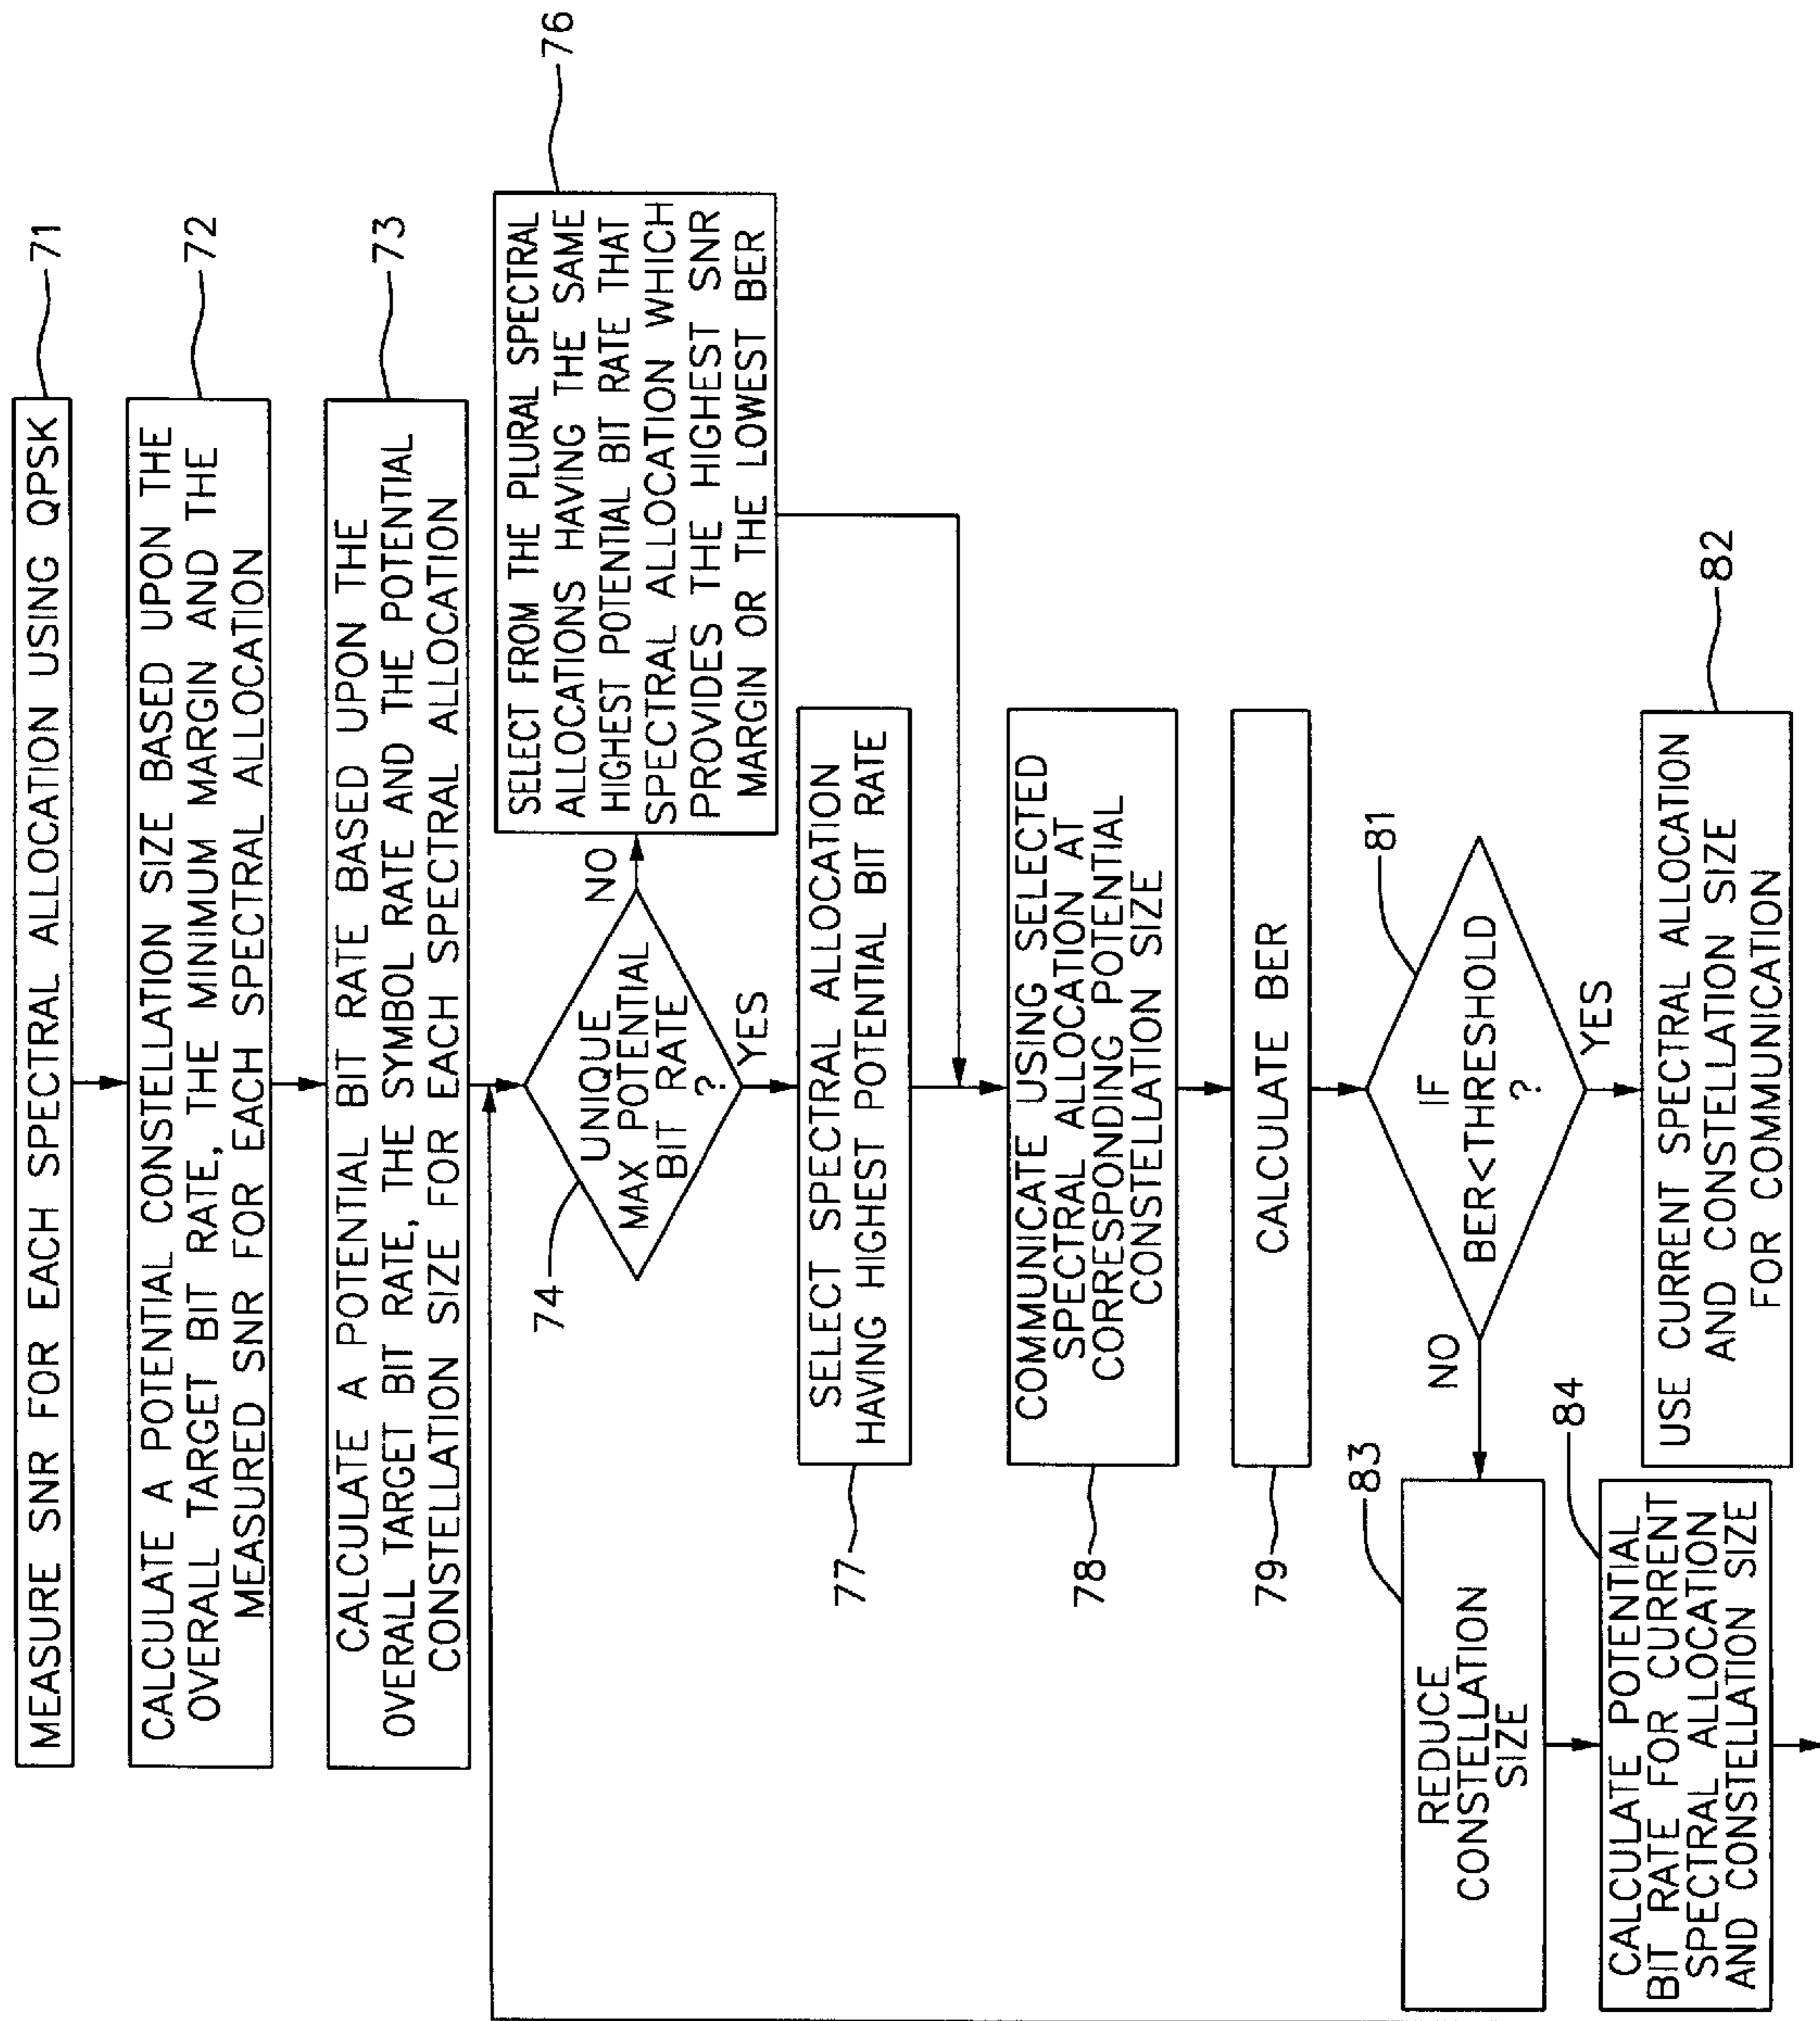 MEASURE SNR FOR EACH SPECTRAL ALLOCATION USING QPSK
71
CALCULATE A POTENTIAL CONSTELLATION SIZE BASED UPON THE
OVERALL TARGET BIT RATE, THE MINIMUM MARGIN AND THE
MEASURED SNR FOR EACH SPECTRAL ALLOCATION
72
CALCULATE A POTENTIAL BIT RATE BASED UPON THE
OVERALL TARGET BIT RATE, THE SYMBOL RATE AND THE POTENTIAL
CONSTELLATION SIZE FOR EACH SPECTRAL ALLOCATION
73
74
UNIQUE
MAX POTENTIAL
BIT RATE
?
NO
YES
SELECT FROM THE PLURAL SPECTRAL
ALLOCATIONS HAVING THE SAME
HIGHEST POTENTIAL BIT RATE THAT
SPECTRAL ALLOCATION WHICH
PROVIDES THE HIGHEST SNR
MARGIN OR THE LOWEST BER
76
77
SELECT SPECTRAL ALLOCATION
HAVING HIGHEST POTENTIAL BIT RATE
78
COMMUNICATE USING SELECTED
SPECTRAL ALLOCATION AT
CORRESPONDING POTENTIAL
CONSTELLATION SIZE
79
CALCULATE BER
81
IF
BER<THRESHOLD
?
NO
YES
83
REDUCE
CONSTELLATION
SIZE
84
CALCULATE POTENTIAL
BIT RATE FOR CURRENT
SPECTRAL ALLOCATION
AND CONSTELLATION SIZE
82
USE CURRENT SPECTRAL ALLOCATION
AND CONSTELLATION SIZE
FOR COMMUNICATION